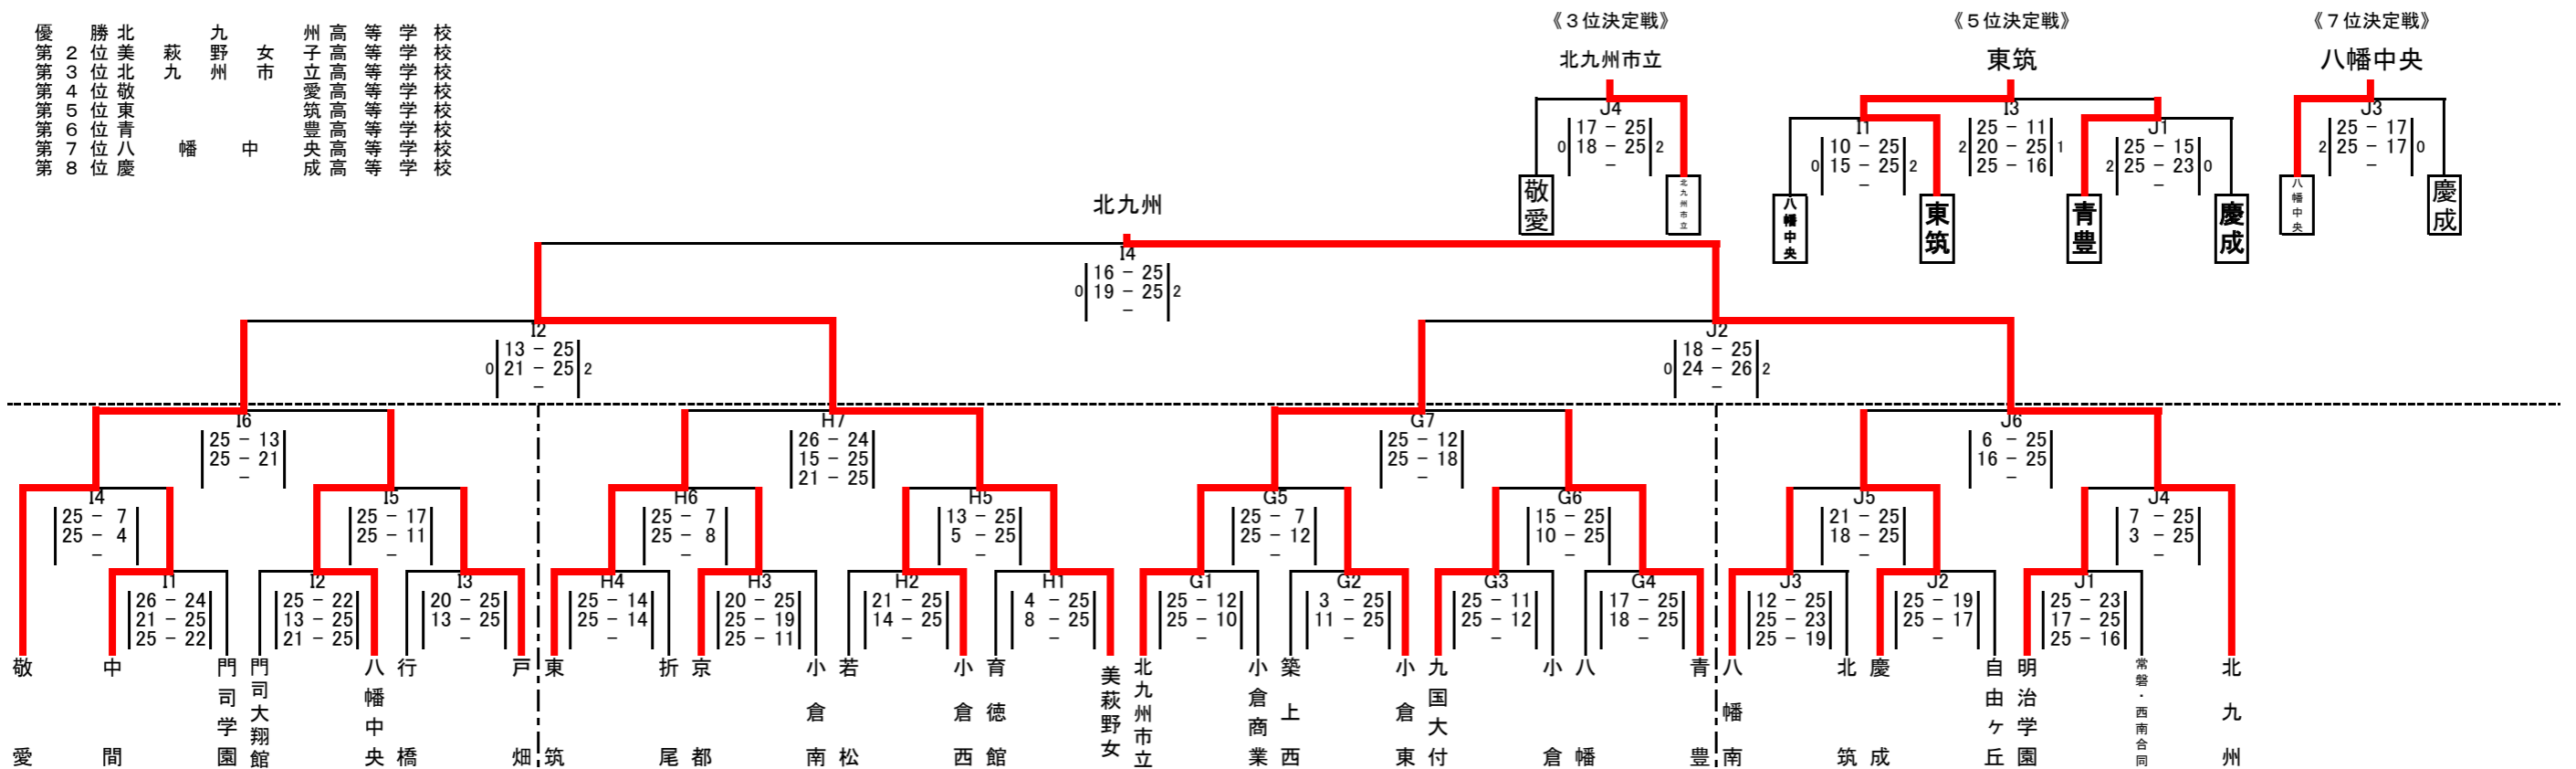 優勝北九州高等学校
第２位美萩野女子高等学校
第３位北九州市立高等学校
第４位敬愛高等学校
第５位東筑高等学校
第６位青豊高等学校
第７位八幡中央高等学校
第８位慶成高等学校
《３位決定戦》
北九州市立
J4
17 － 25
0 18 － 25 2
－
敬愛
北九州市立
《５位決定戦》
東筑
I3
25 － 11
2 20 － 25 1
25 － 16
I1
10 － 25
0 15 － 25 2
－
J1
25 － 15
2 25 － 23 0
－
八幡中央
東筑
青豊
慶成
《７位決定戦》
八幡中央
J3
25 － 17
2 25 － 17 0
－
八幡中央
慶成
北九州
I4
16 － 25
0 19 － 25 2
－
I2
13 － 25
0 21 － 25 2
－
J2
18 － 25
0 24 － 26 2
－
I6
25 － 13
25 － 21
－
H7
26 － 24
15 － 25
21 － 25
G7
25 － 12
25 － 18
－
J6
6 － 25
16 － 25
－
I4
25 － 7
25 － 4
－
I5
25 － 17
25 － 11
－
H6
25 － 7
25 － 8
－
H5
13 － 25
5 － 25
－
G5
25 － 7
25 － 12
－
G6
15 － 25
10 － 25
－
J5
21 － 25
18 － 25
－
J4
7 － 25
3 － 25
－
I1
26 － 24
21 － 25
25 － 22
I2
25 － 22
13 － 25
21 － 25
I3
20 － 25
13 － 25
－
H4
25 － 14
25 － 14
－
H3
20 － 25
25 － 19
25 － 11
H2
21 － 25
14 － 25
－
H1
4 － 25
8 － 25
－
G1
25 － 12
25 － 10
－
G2
3 － 25
11 － 25
－
G3
25 － 11
25 － 12
－
G4
17 － 25
18 － 25
－
J3
12 － 25
25 － 23
25 － 19
J2
25 － 19
25 － 17
－
J1
25 － 23
17 － 25
25 － 16
敬愛
中間
門司学園
門司大翔館
八幡中央
行橋
戸畑
東筑
折尾
京都
小倉南
若松
小倉西
育徳館
美萩野女
北九州市立
小倉商業
築上西
小倉東
九国大付
小倉
八幡
青豊
八幡南
北筑
慶成
自由ヶ丘
明治学園
常磐・西南合同
北九州